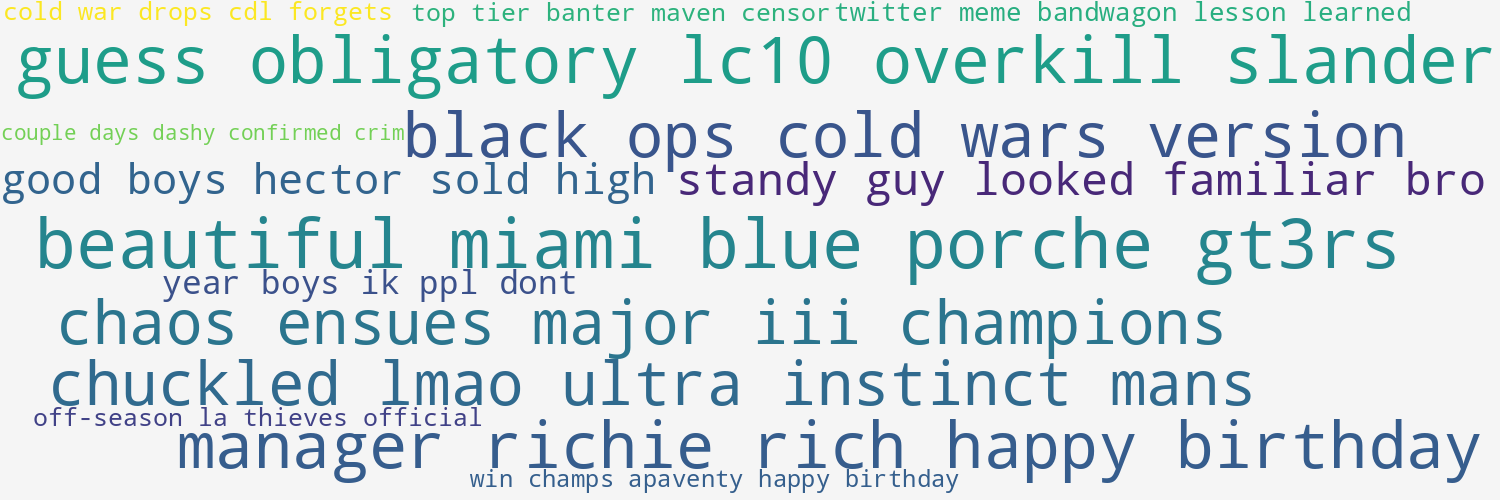 cold war drops cdl forgets
top tier banter maven censor
twitter meme bandwagon lesson learned
guess obligatory lc10 overkill slander
couple days dashy confirmed crim
black ops cold wars version
good boys hector sold high
standy guy looked familiar bro
beautiful miami blue porche gt3rs
year boys ik ppl dont
chaos ensues major iii champions
chuckled lmao ultra instinct mans
off-season la thieves official
manager richie rich happy birthday
win champs apaventy happy birthday